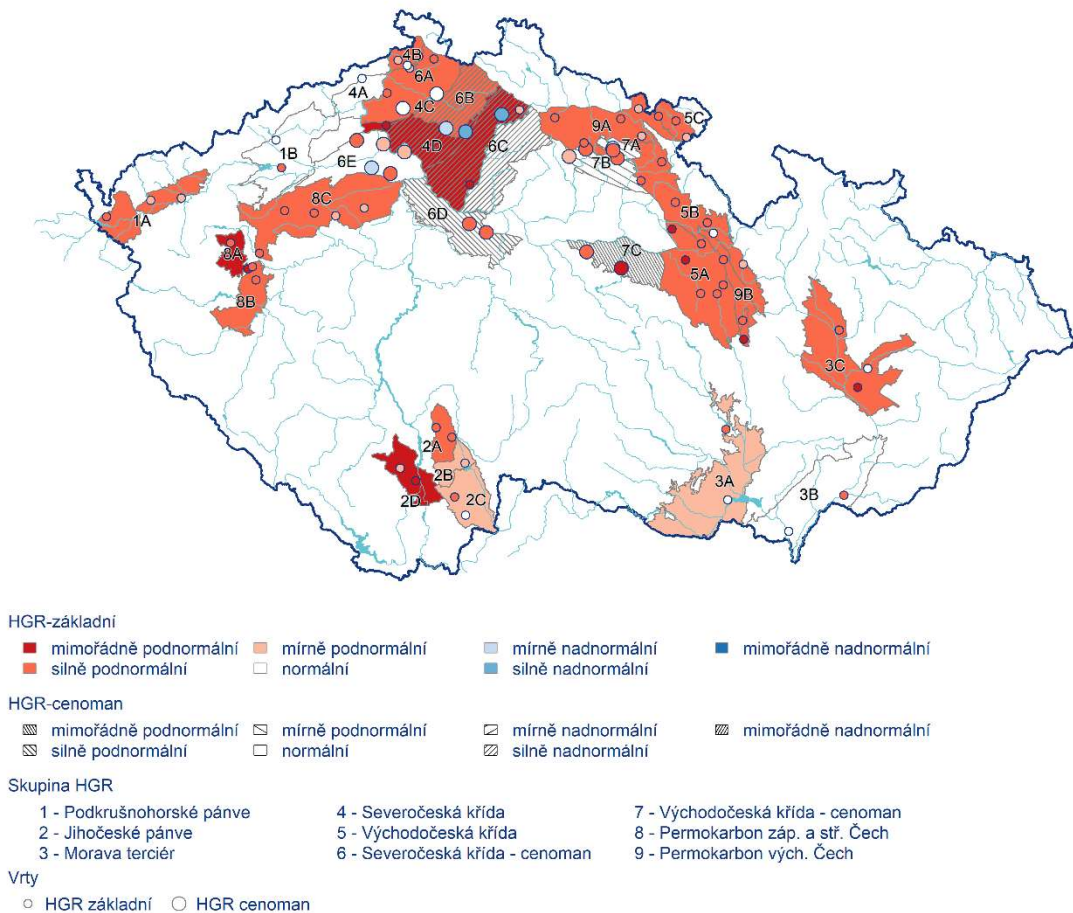 4B
6A
4A
6B
4C
5C
9A
4D
6C
7A
1B
7B
6E
8C
6D
5B
1A
7C
8A
5A
9B
8B
3C
2A
2B
3A
2D
2C
3B
HGR-základní
mimořádně podnormální mírně podnormální mírně nadnormální mimořádně nadnormální
silně podnormální normální silně nadnormální
HGR-cenoman
mimořádně podnormální mírně podnormální mírně nadnormální mimořádně nadnormální
silně podnormální normální silně nadnormální
Skupina HGR
1 - Podkrušnohorské pánve 4 - Severočeská křída 7 - Východočeská křída - cenoman
2 - Jihočeské pánve 5 - Východočeská křída 8 - Permokarbon záp. a stř. Čech
3 - Morava terciér 6 - Severočeská křída - cenoman 9 - Permokarbon vých. Čech
Vrty
HGR základní HGR cenoman